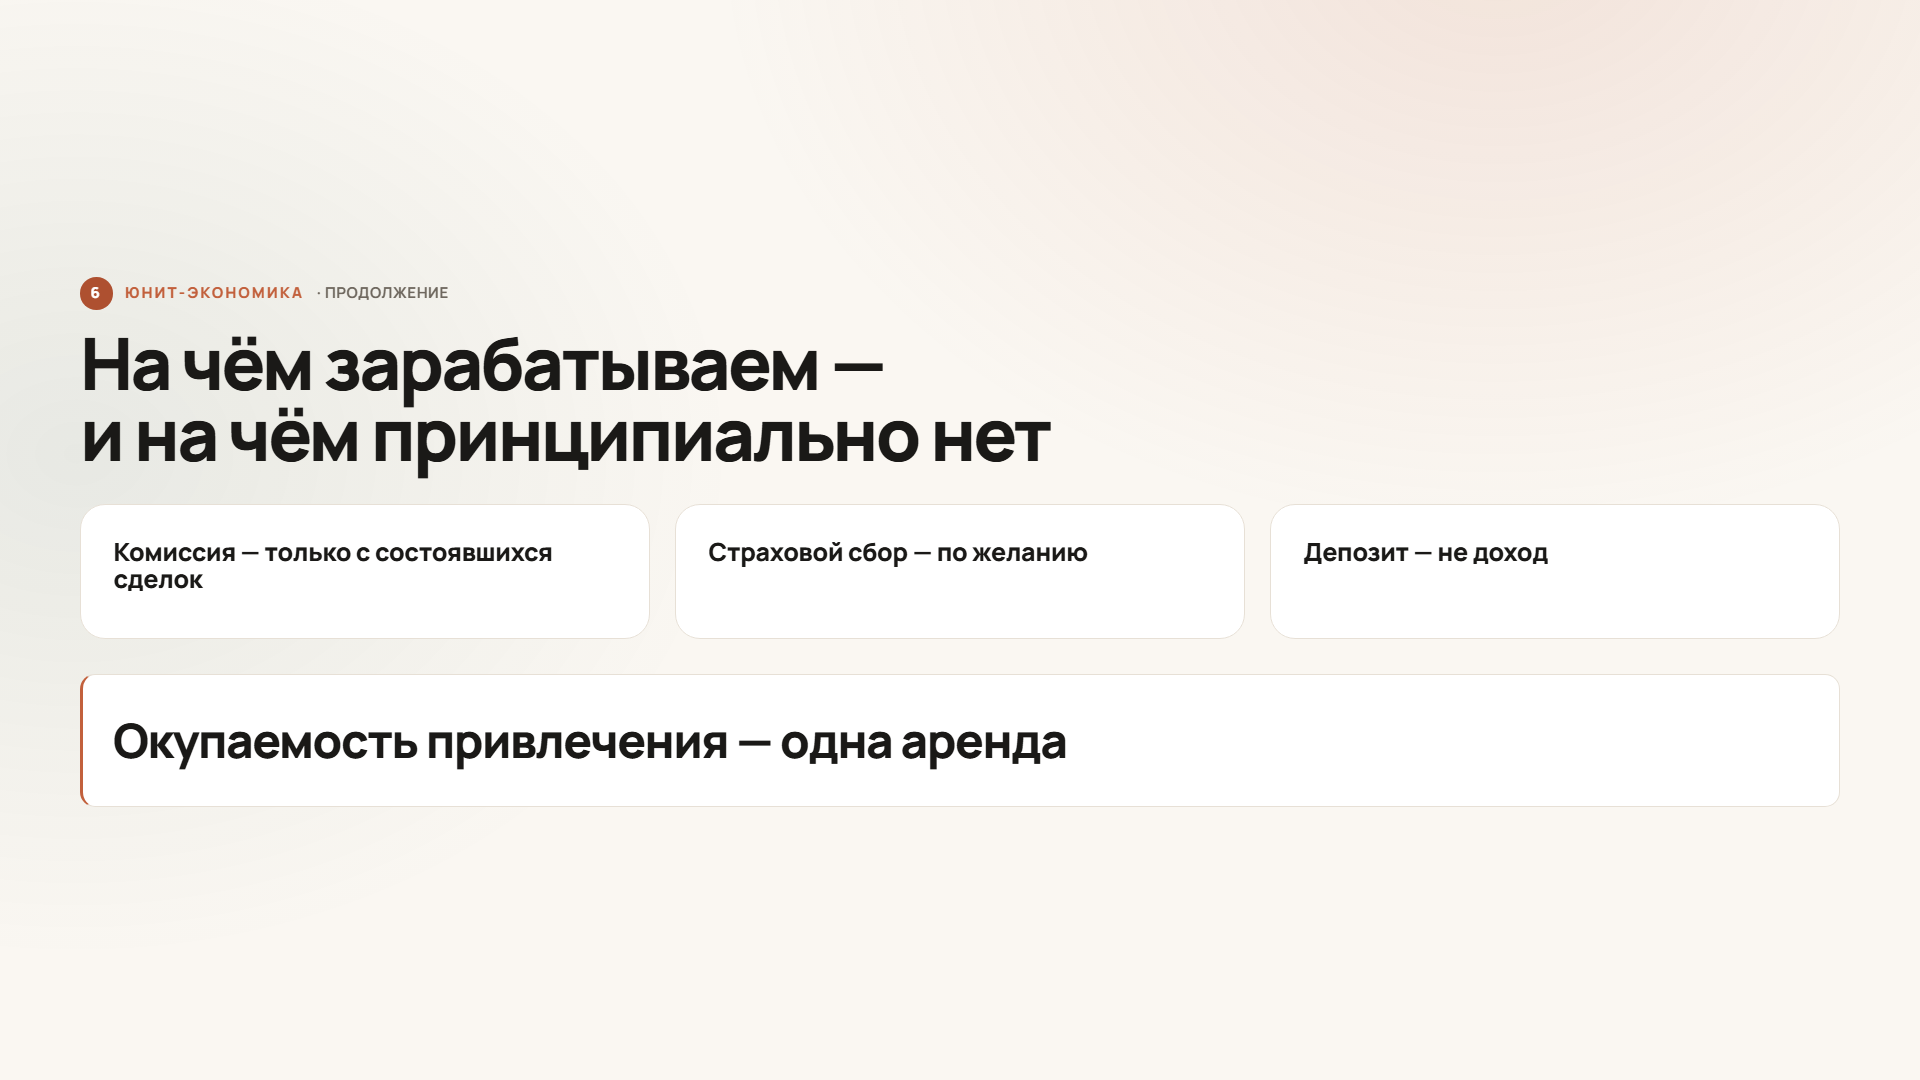 6 ЮНИТ-ЭКОНОМИКА · ПРОДОЛЖЕНИЕ
На чём зарабатываем —
и на чём принципиально нет
Комиссия — только с состоявшихся
сделок
Страховой сбор — по желанию
Депозит — не доход
Окупаемость привлечения — одна аренда